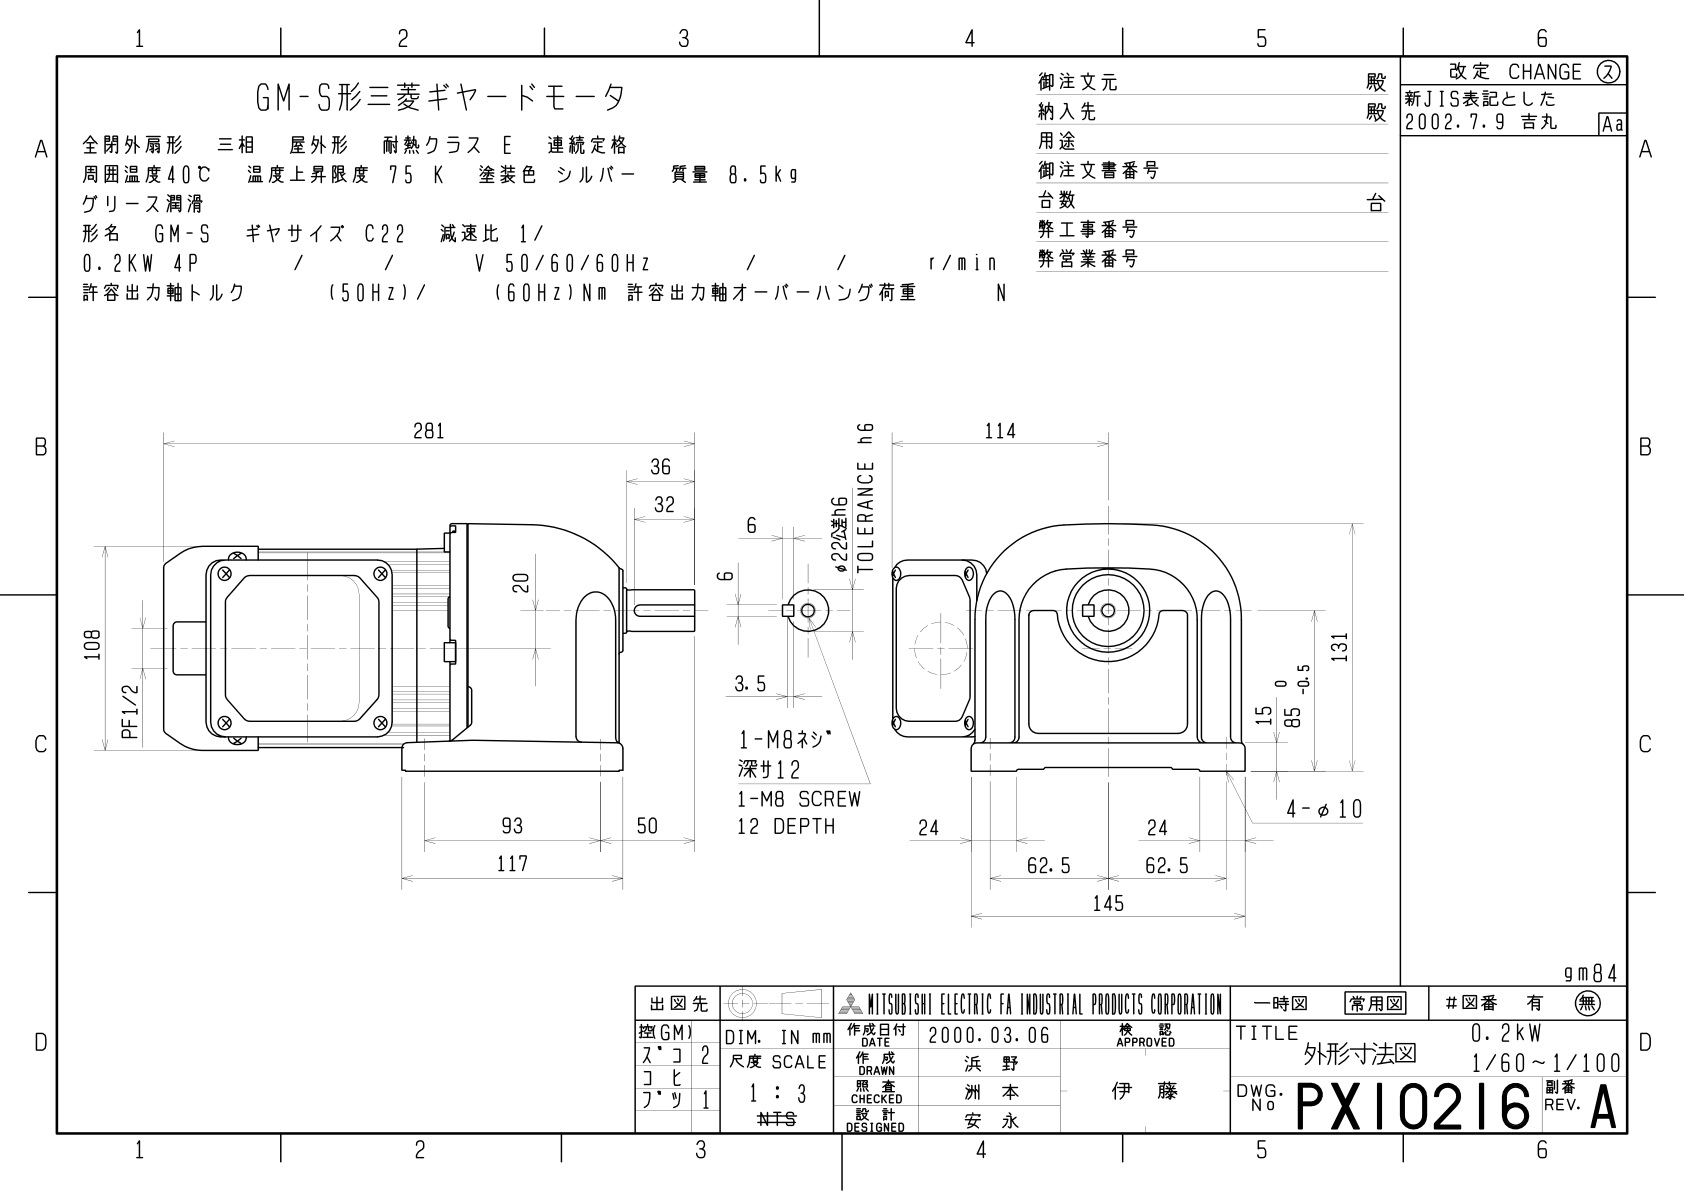 1 2 3 4 5 6
GM-S形三菱ギヤードモータ
全閉外扇形 三相 屋外形 耐熱クラス E 連続定格
周囲温度40℃ 温度上昇限度 75 K 塗装色 シルバー 質量 8.5kg
グリース潤滑
形名 GM-S ギヤサイズ C22 減速比 1/
0.2KW 4P / / V 50/60/60Hz / / r/min
許容出力軸トルク (50Hz)/ (60Hz)Nm 許容出力軸オーバーハング荷重 N
御注文元 殿
納入先 殿
用途
御注文書番号
台数 台
弊工事番号
弊営業番号
改定 CHANGE ス
新JIS表記とした
2002.7.9 吉丸 Aa
A A
B B
C C
D D
281
36
32
20
108
PF1/2
93
50
117
6
6
3.5
φ22公差h6
TOLERANCE h6
1-M8ネジ
深サ12
1-M8 SCREW
12 DEPTH
114
131
15
85 0 -0.5
4-φ10
24
24
62.5
62.5
145
gm84
出図先
控(GM)
ズコ 2
コヒ
ブツ 1
DIM. IN mm
尺度 SCALE
1 : 3
NTS
MITSUBISHI ELECTRIC FA INDUSTRIAL PRODUCTS CORPORATION
作成日付 DATE 2000.03.06
作成 DRAWN 浜野
照査 CHECKED 洲本
設計 DESIGNED 安永
検認 APPROVED
伊藤
一時図 常用図 #図番 有 無
TITLE
外形寸法図
0.2kW
1/60~1/100
DWG. No PX10216
副番 REV. A
1 2 3 4 5 6